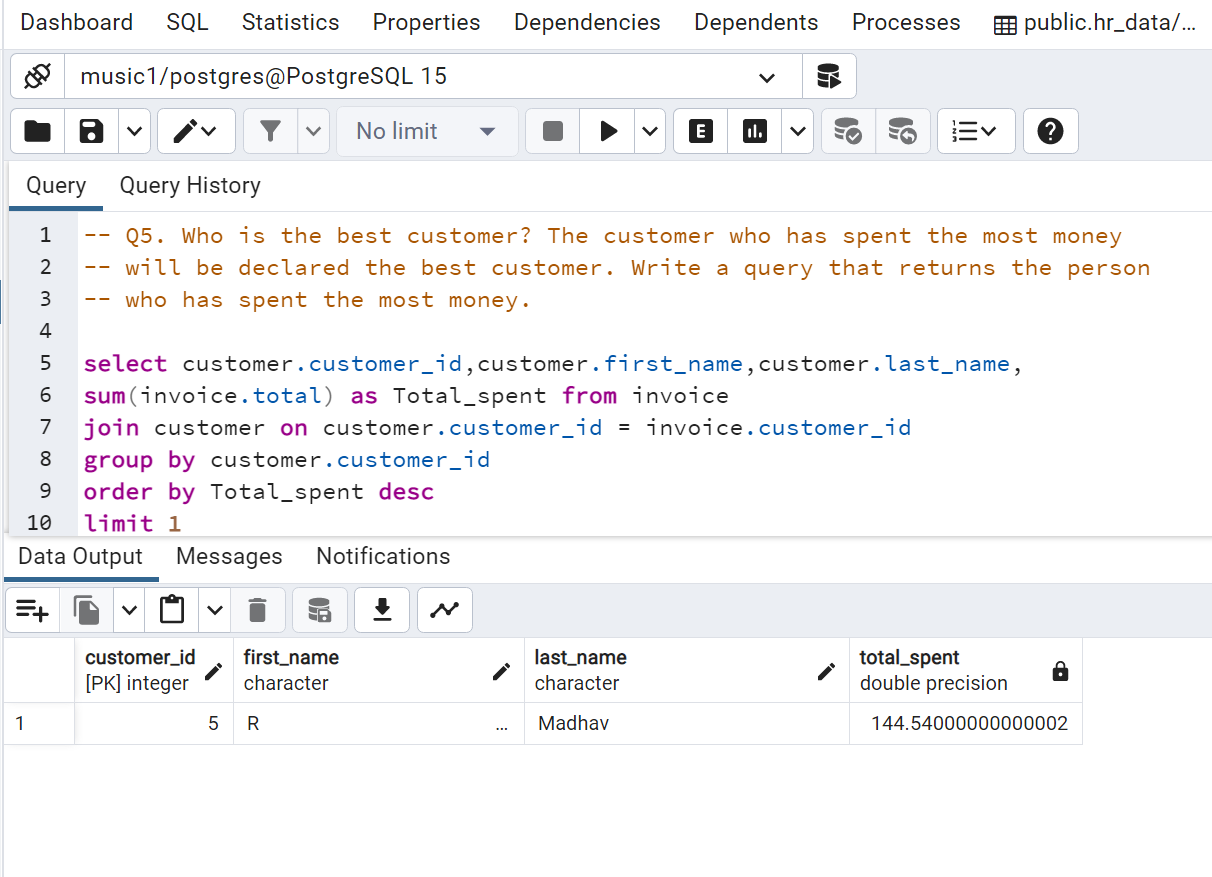 Dashboard SQL Statistics Properties Dependencies Dependents Processes public.hr_data/...
music1/postgres@PostgreSQL 15
No limit E
Query Query History
1 -- Q5. Who is the best customer? The customer who has spent the most money
2 -- will be declared the best customer. Write a query that returns the person
3 -- who has spent the most money.
4
5 select customer.customer_id,customer.first_name,customer.last_name,
6 sum(invoice.total) as Total_spent from invoice
7 join customer on customer.customer_id = invoice.customer_id
8 group by customer.customer_id
9 order by Total_spent desc
10 limit 1
Data Output Messages Notifications
customer_id first_name last_name total_spent
[PK] integer character character double precision
1 5 R ... Madhav 144.54000000000002